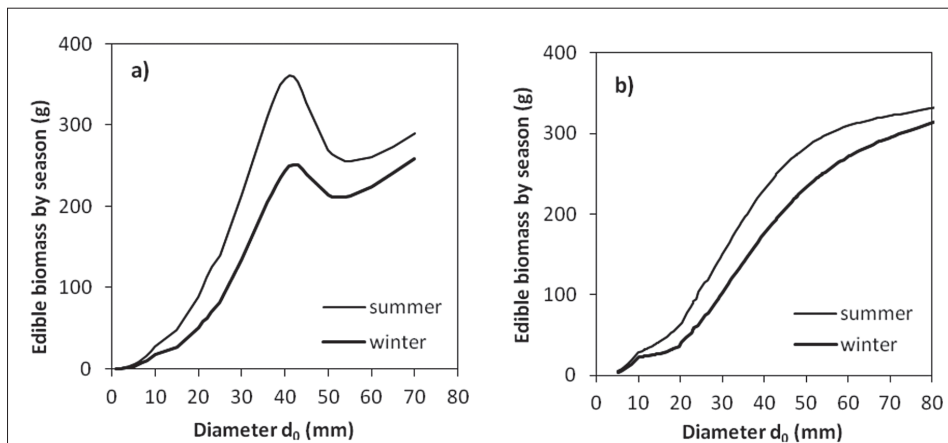 a)
Edible biomass by season (g)
400
300
200
100
0
0 10 20 30 40 50 60 70 80
Diameter d₀ (mm)
summer
winter
b)
Edible biomass by season (g)
400
300
200
100
0
0 10 20 30 40 50 60 70 80
Diameter d₀ (mm)
summer
winter